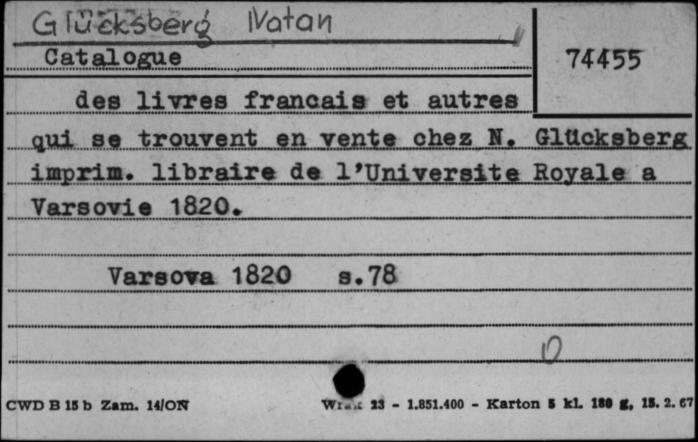 Glücksberg Natan
Catalogue
74455
des livres francais et autres
qui se trouvent en vente chez N. Glücksberg
imprim. libraire de l'Universite Royale a
Varsovie 1820.
Varsova 1820 s.78
CWD B 15 b Zam. 14/ON
23 - 1.851.400 - Karton 5 kl. 180 g, 15. 2. 67